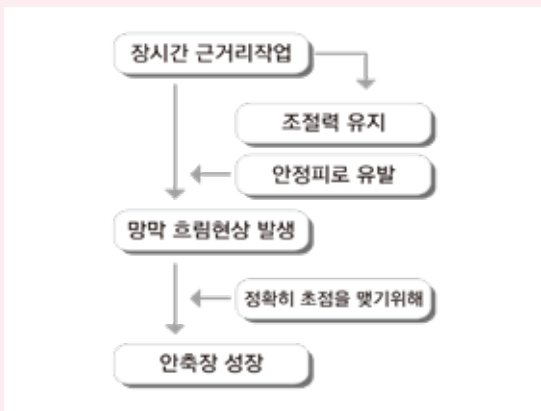 장시간 근거리작업
조절력 유지
안정피로 유발
망막 흐림현상 발생
정확히 초점을 맺기위해
안축장 성장